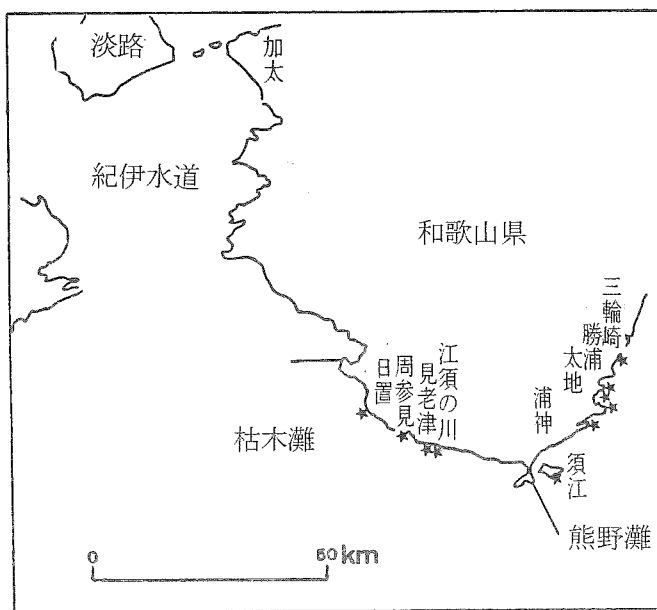 淡路
加太
紀伊水道
和歌山県
三輪崎
勝浦
太地
浦神
江須の川
見老津
周参見
日置
枯木灘
須江
熊野灘
0 50 km